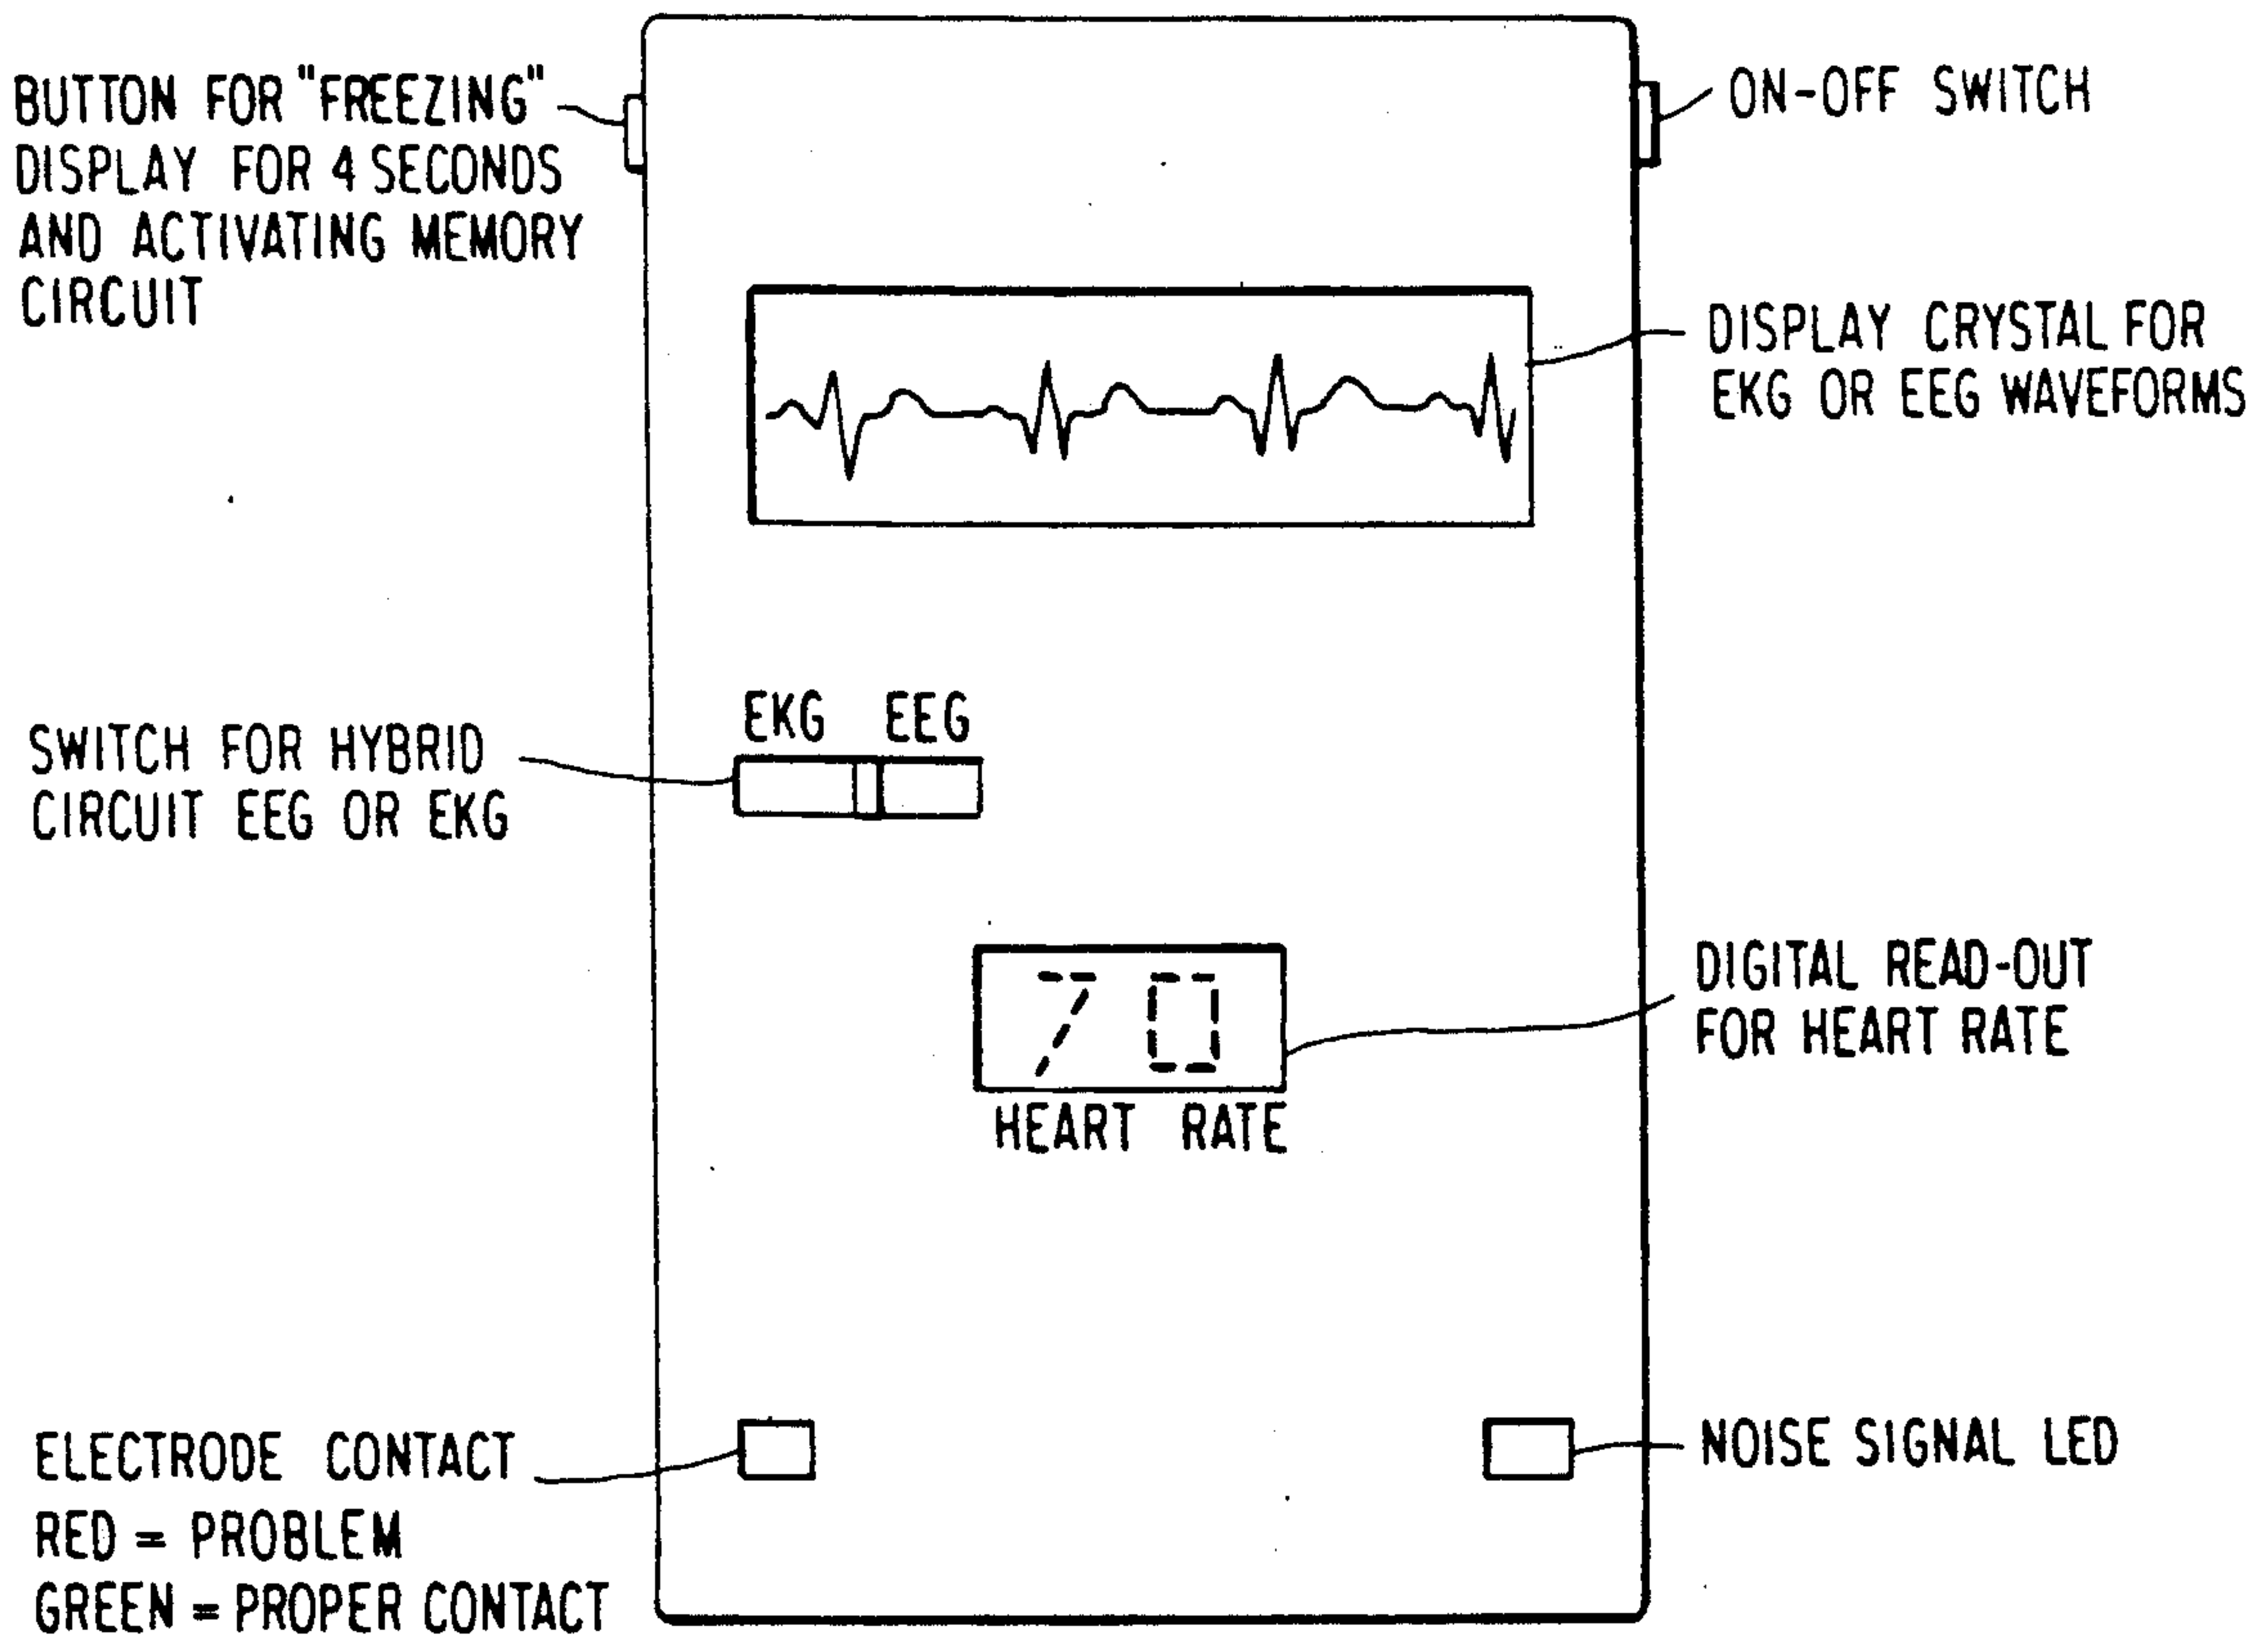 BUTTON FOR "FREEZING"
DISPLAY FOR 4 SECONDS
AND ACTIVATING MEMORY
CIRCUIT
ON-OFF SWITCH
DISPLAY CRYSTAL FOR
EKG OR EEG WAVEFORMS
EKG EEG
SWITCH FOR HYBRID
CIRCUIT EEG OR EKG
70
HEART RATE
DIGITAL READ-OUT
FOR HEART RATE
ELECTRODE CONTACT
RED = PROBLEM
GREEN = PROPER CONTACT
NOISE SIGNAL LED